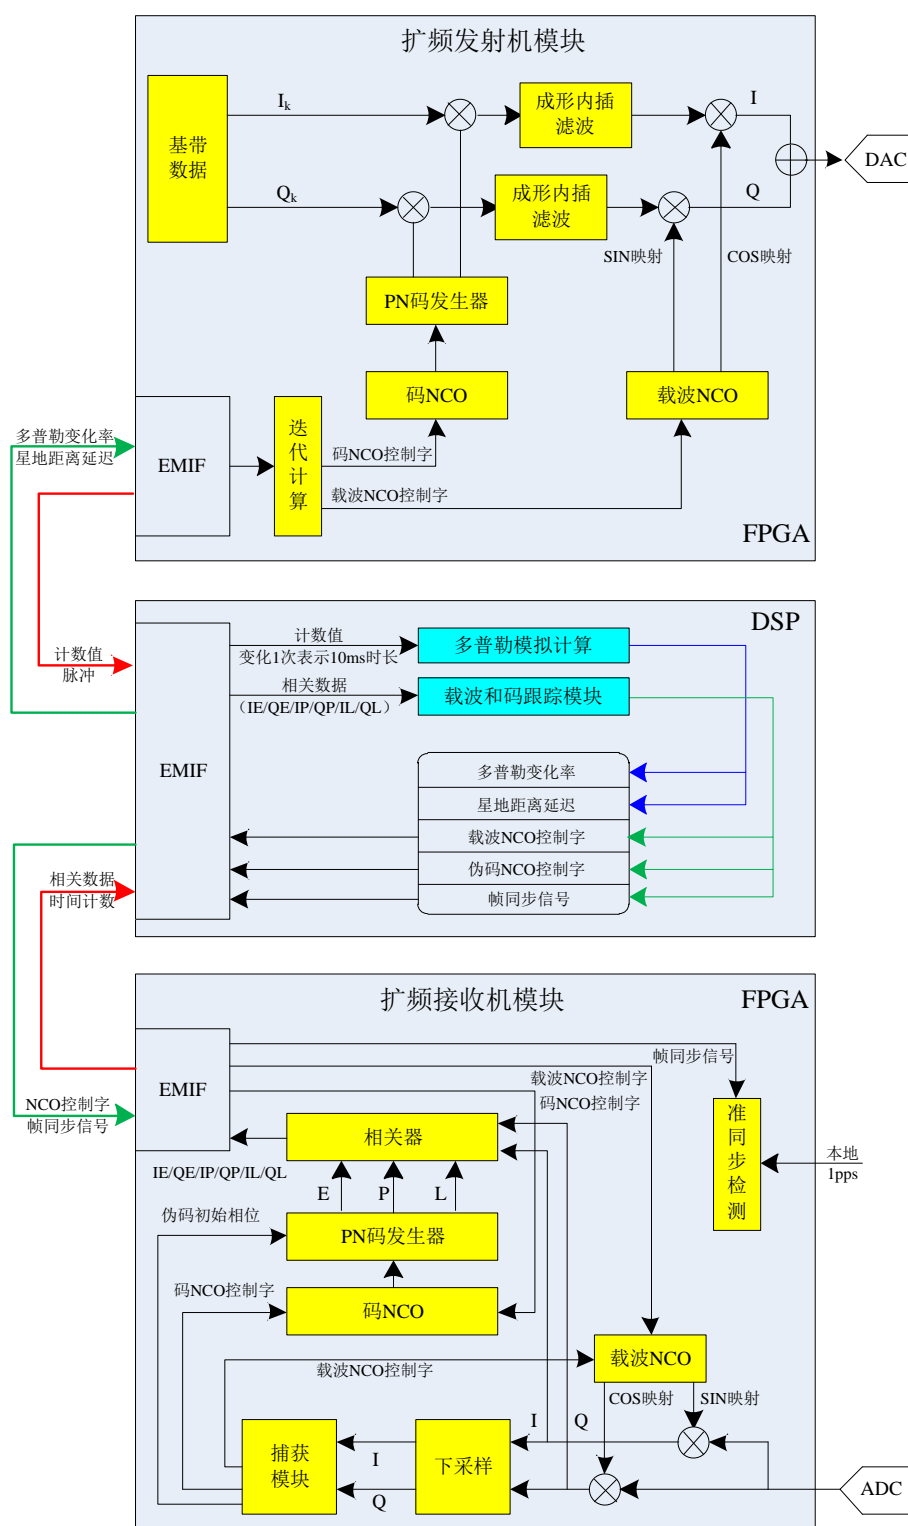 扩频发射机模块
基带
数据
I_k
Q_k
成形内插
滤波
成形内插
滤波
I
Q
DAC
SIN映射
COS映射
PN码发生器
码NCO
载波NCO
多普勒变化率
星地距离延迟
EMIF
迭代计算
码NCO控制字
载波NCO控制字
FPGA
DSP
计数值
脉冲
EMIF
计数值
变化1次表示10ms时长
相关数据
（IE/QE/IP/QP/IL/QL）
多普勒模拟计算
载波和码跟踪模块
多普勒变化率
星地距离延迟
载波NCO控制字
伪码NCO控制字
帧同步信号
相关数据
时间计数
扩频接收机模块
FPGA
EMIF
NCO控制字
帧同步信号
帧同步信号
载波NCO控制字
码NCO控制字
准同步检测
本地
1pps
相关器
IE/QE/IP/QP/IL/QL
E
P
L
伪码初始相位
PN码发生器
码NCO控制字
码NCO
载波NCO控制字
载波NCO
COS映射
SIN映射
I
Q
捕获
模块
I
Q
下采样
ADC